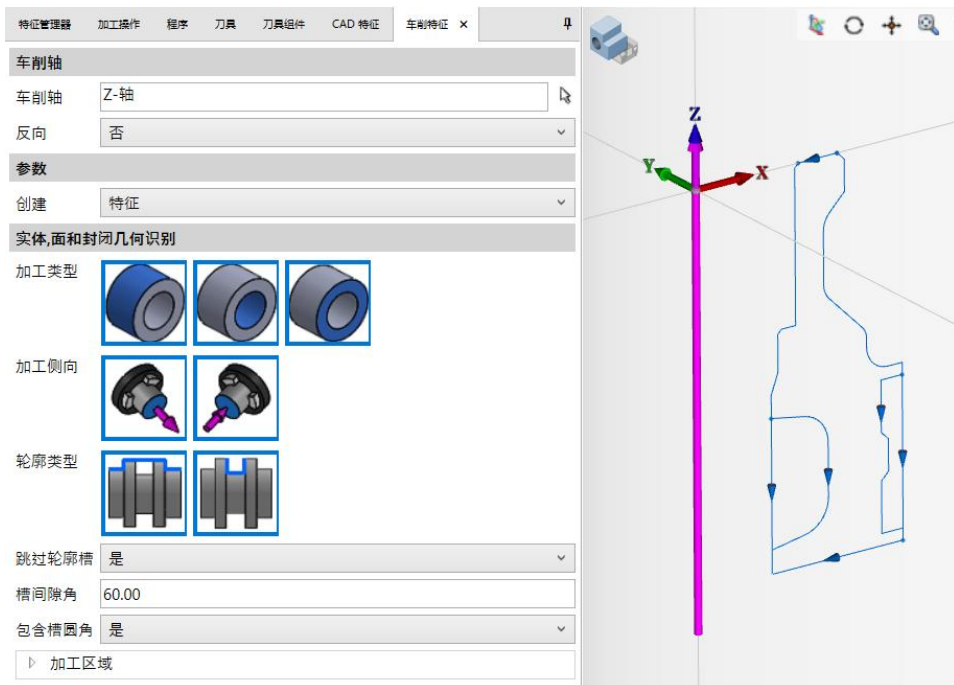 特征管理器 加工操作 程序 刀具 刀具组件 CAD 特征 车削特征 ×
车削轴
车削轴 Z-轴
反向 否
参数
创建 特征
实体,面和封闭几何识别
加工类型
加工侧向
轮廓类型
跳过轮廓槽 是
槽间隙角 60.00
包含槽圆角 是
加工区域
Z
Y
X